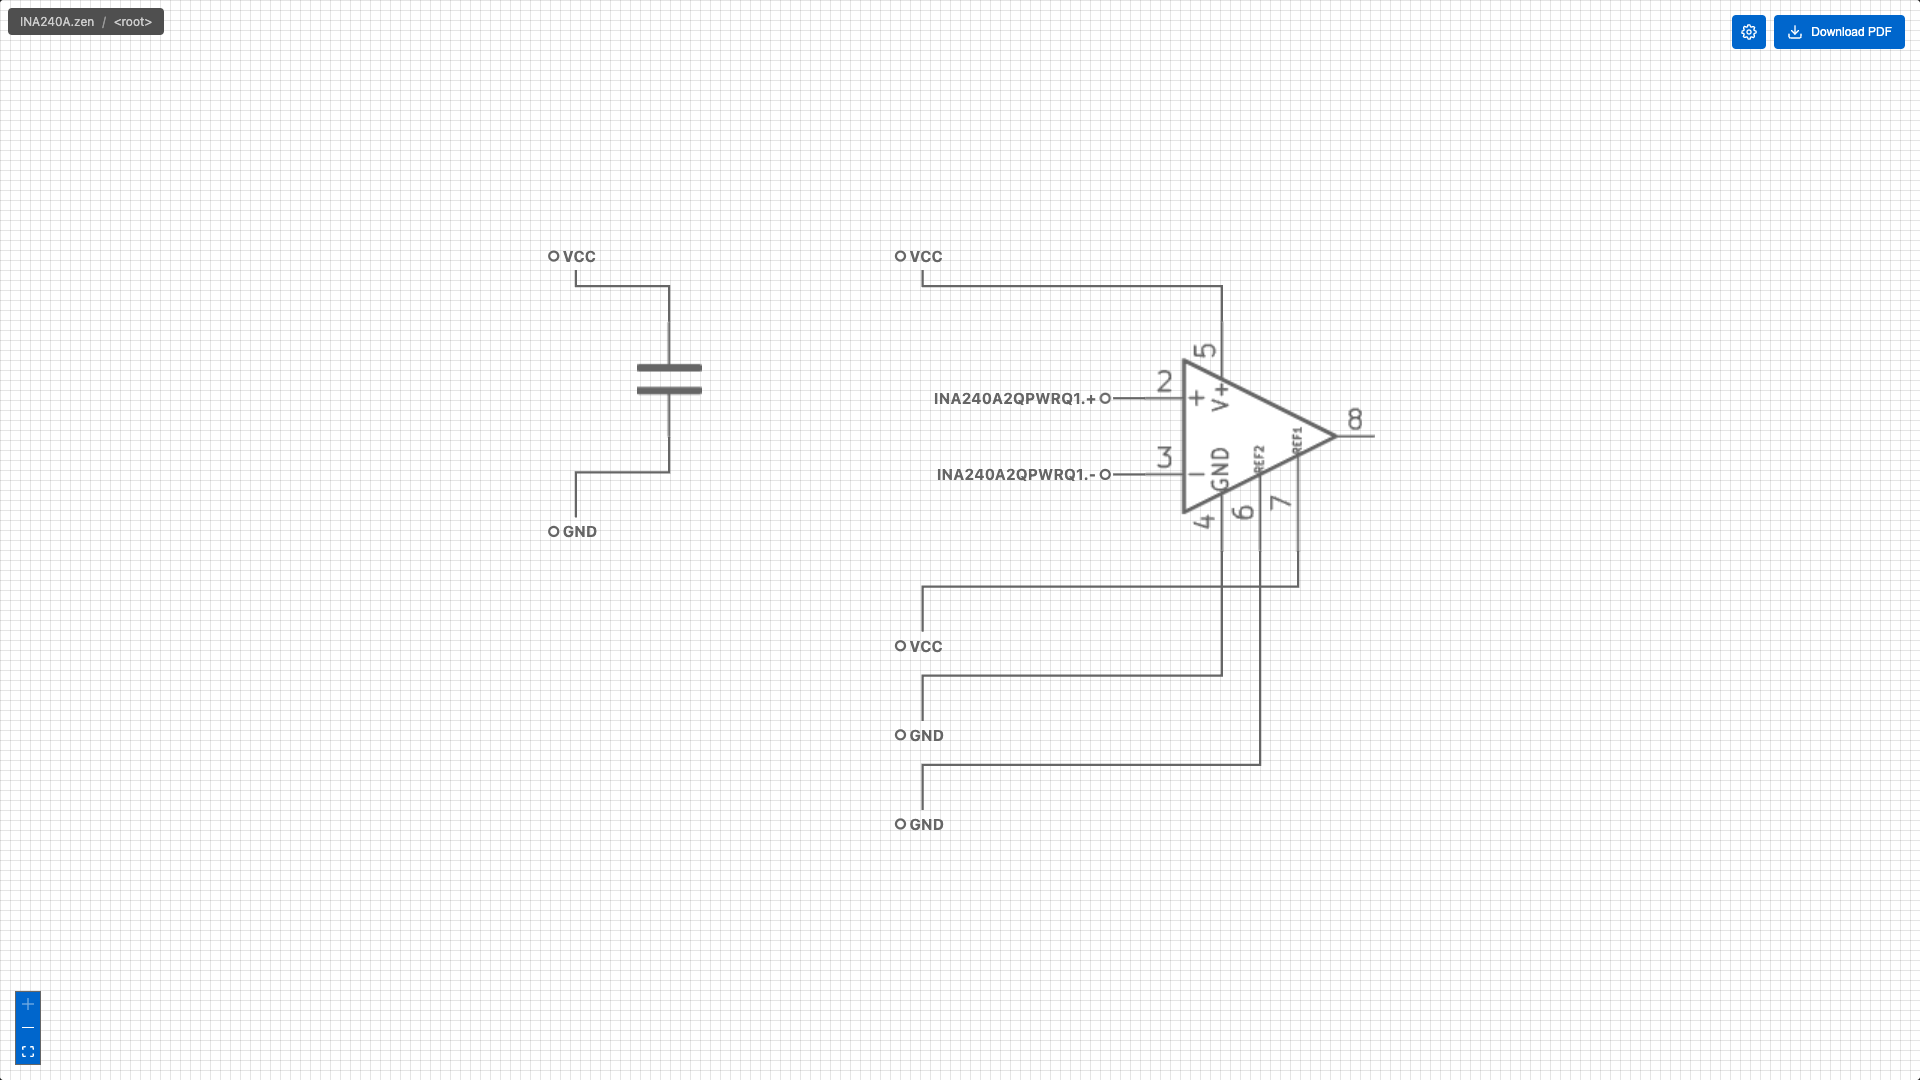 INA240A.zen / <root>
Download PDF
VCC
VCC
5
2
INA240A2QPWRQ1.+
+
V+
8
REF1
3
INA240A2QPWRQ1.-
-
GND
REF2
4
6
7
GND
VCC
GND
GND